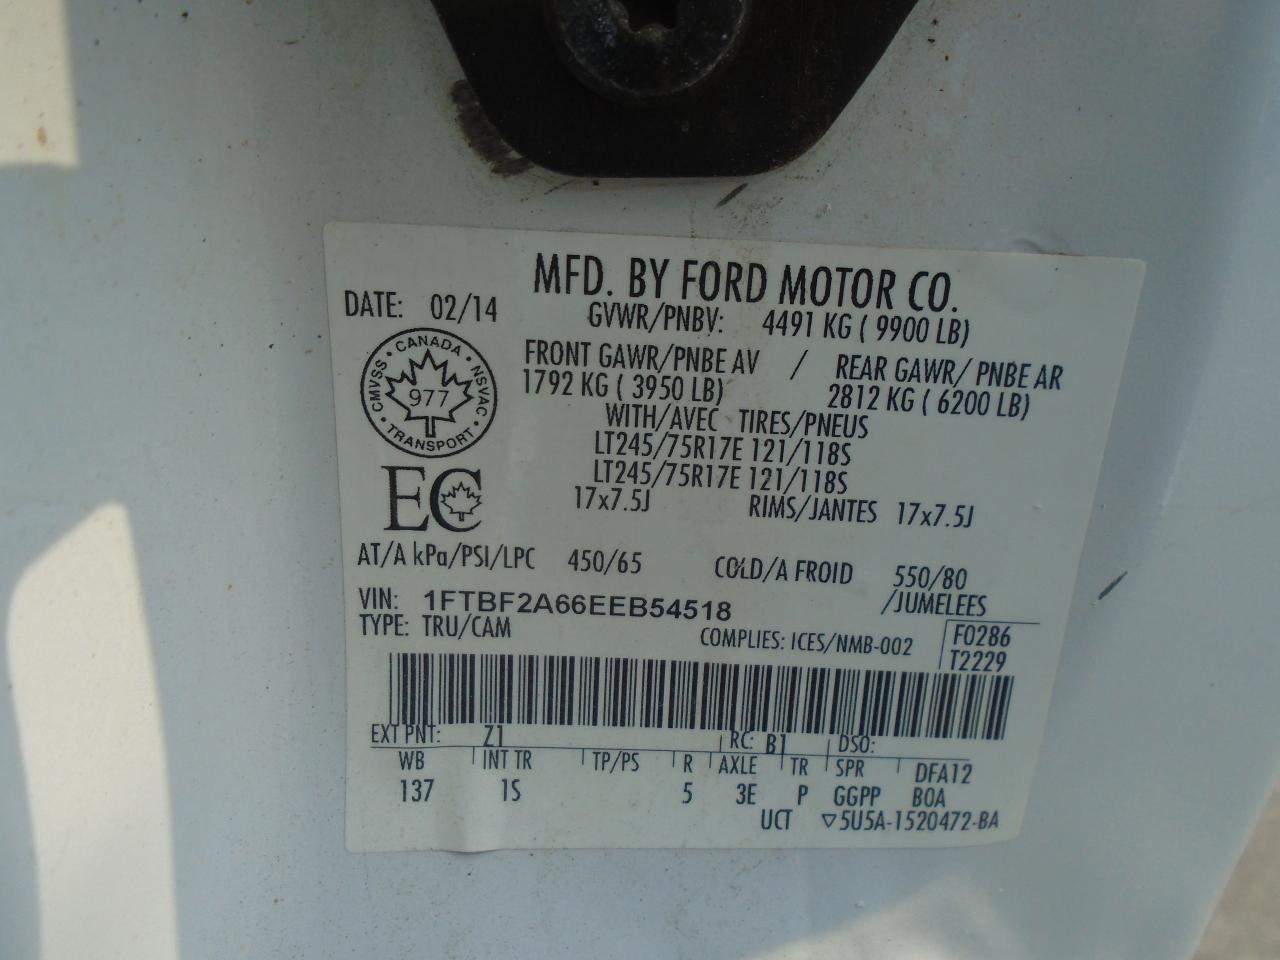 MFD. BY FORD MOTOR CO.
DATE: 02/14
GVWR/PNBV: 4491 KG ( 9900 LB)
FRONT GAWR/PNBE AV / REAR GAWR/ PNBE AR
1792 KG ( 3950 LB) 2812 KG ( 6200 LB)
WITH/AVEC TIRES/PNEUS
LT245/75R17E 121/118S
LT245/75R17E 121/118S
17x7.5J RIMS/JANTES 17x7.5J
CANADA
CMVSS NSVAC
977
TRANSPORT
EC
AT/A kPa/PSI/LPC 450/65 COLD/A FROID 550/80
VIN: 1FTBF2A66EEB54518 /JUMELEES
TYPE: TRU/CAM COMPLIES: ICES/NMB-002 F0286
T2229
EXT PNT: Z1 RC: B1 DSO:
WB INT TR TP/PS R AXLE TR SPR DFA12
137 1S 5 3E P GGPP BOA
UCT ▽5U5A-1520472-BA